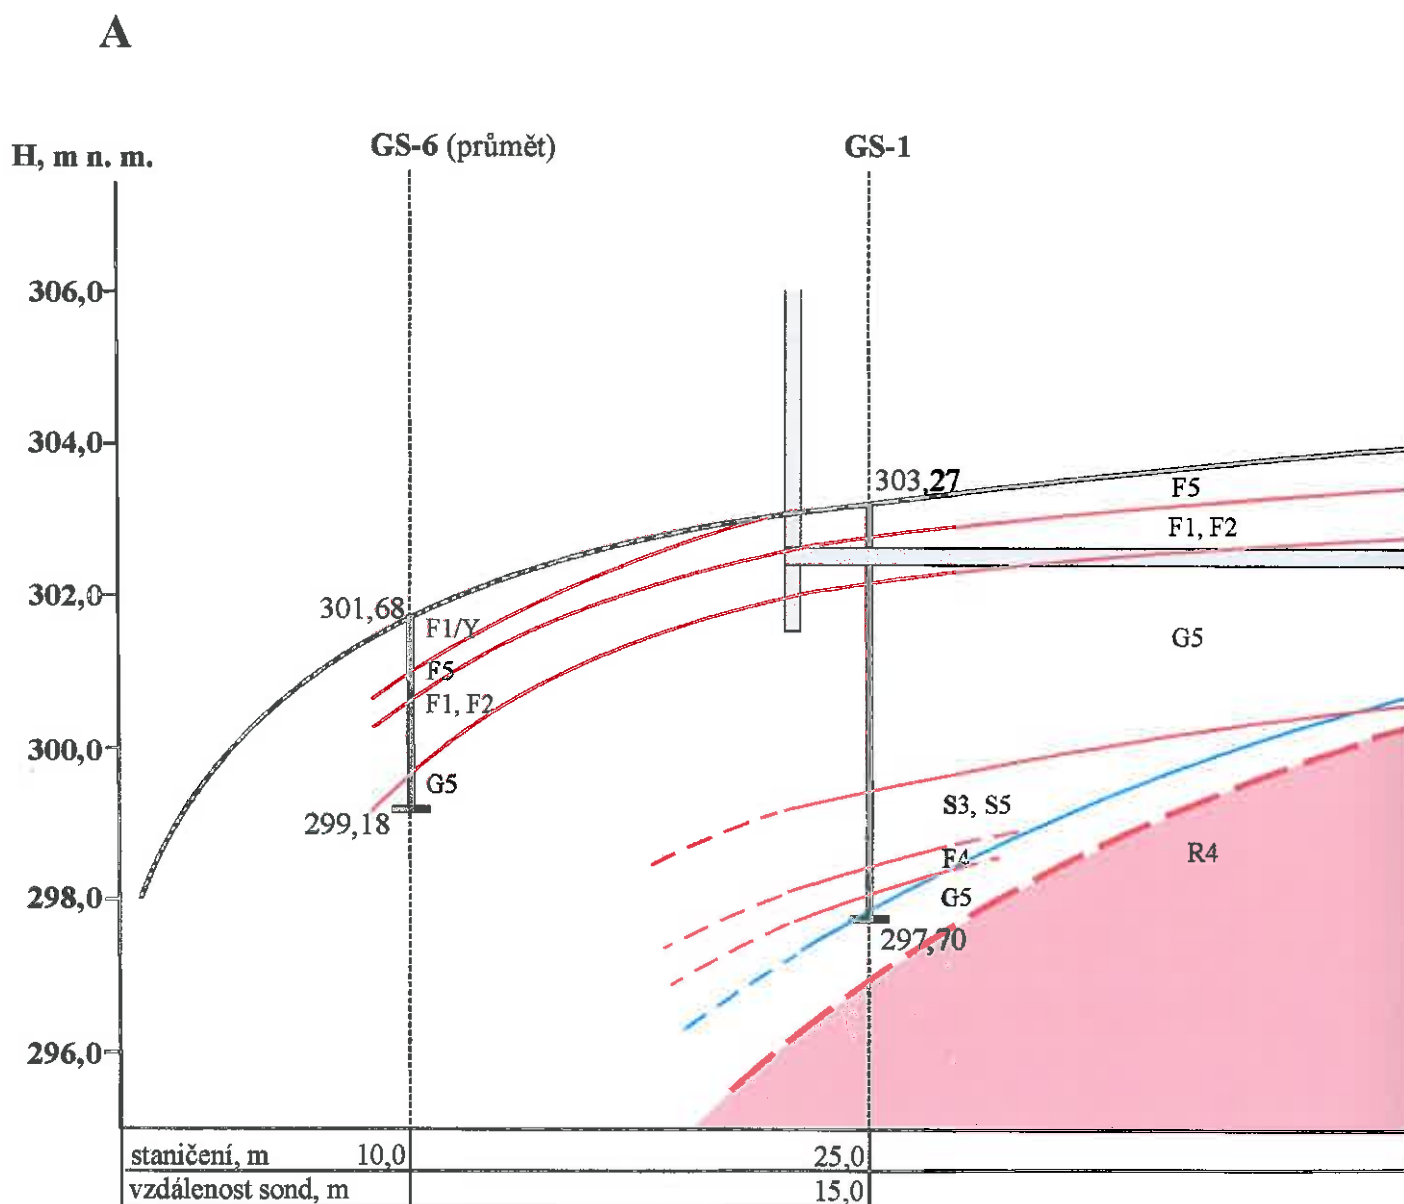 A
H, m n. m.
GS-6 (průmět)
GS-1
306,0
304,0
303,27
F5
F1, F2
302,0
301,68
F1/Y
F5
F1, F2
G5
300,0
G5
299,18
S3, S5
F4
R4
G5
298,0
297,70
296,0
staničení, m 10,0 25,0
vzdálenost sond, m 15,0